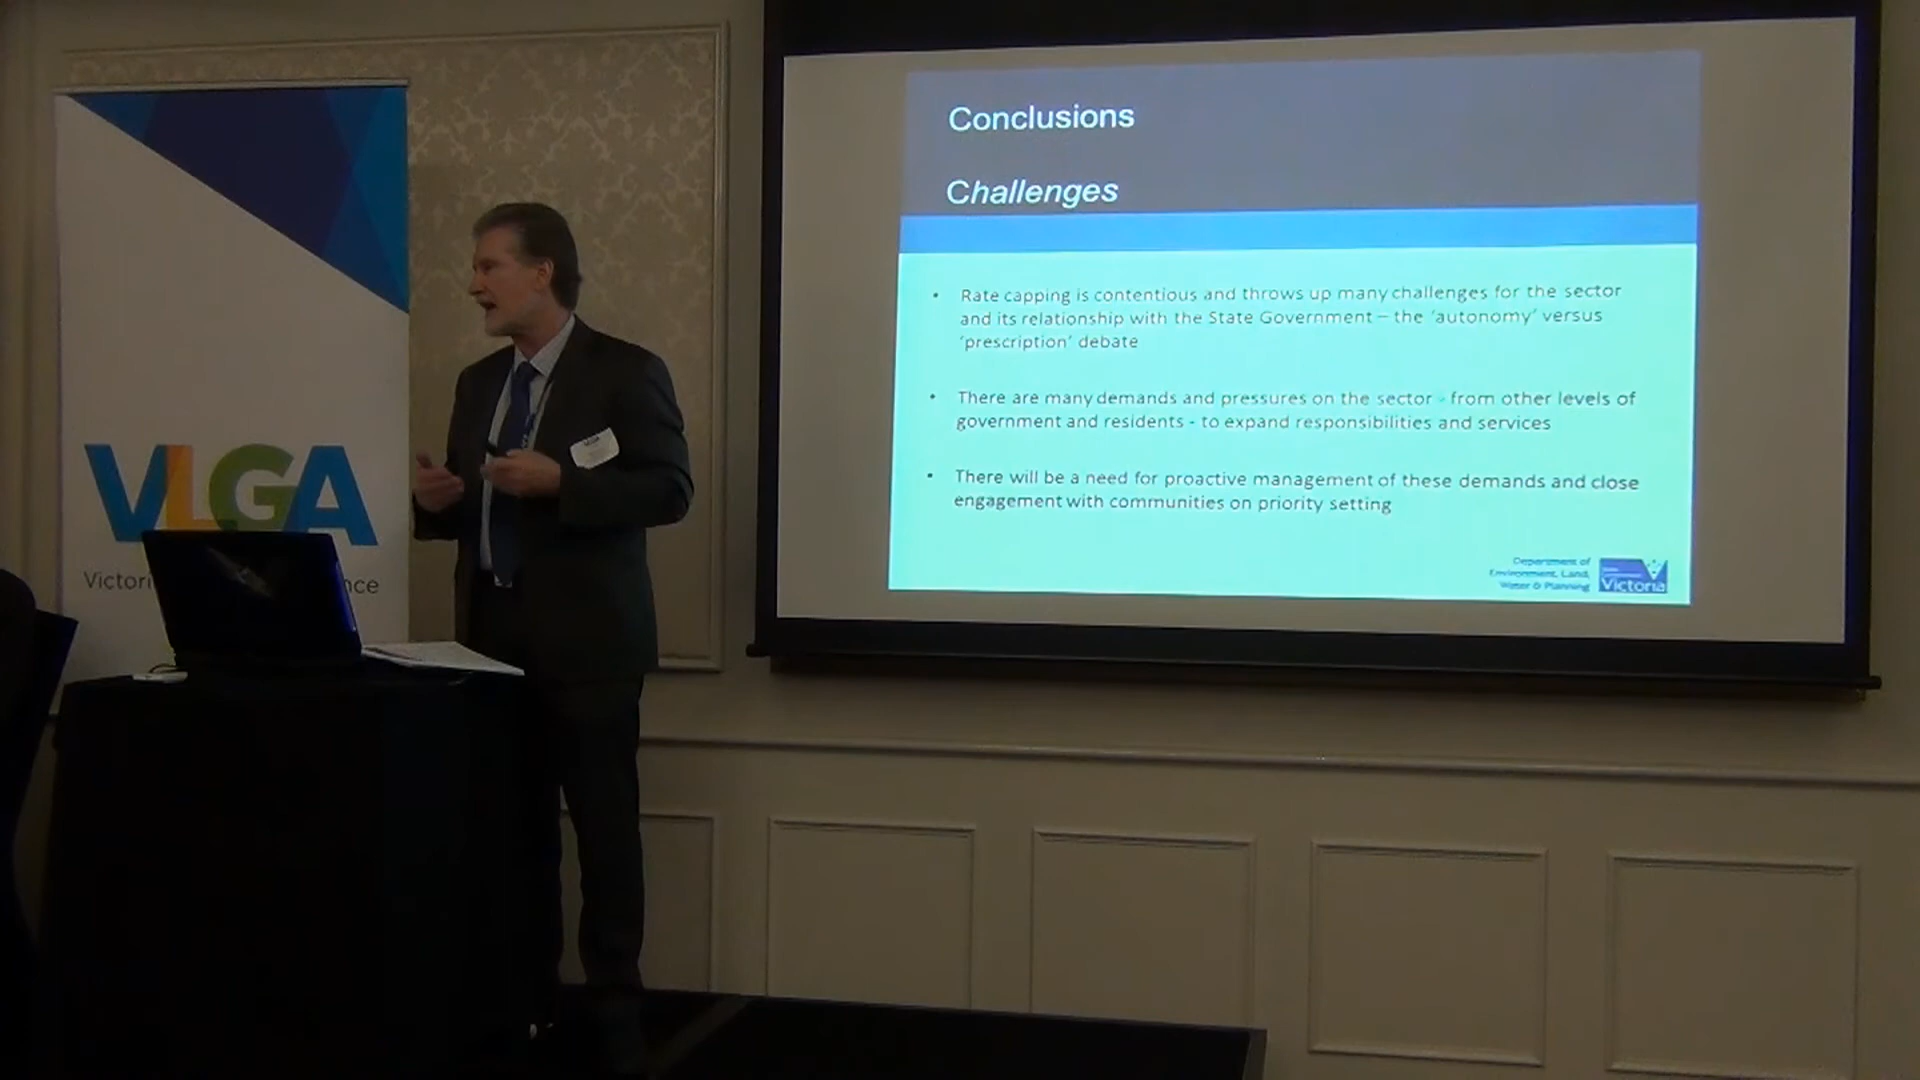 VLGA
Conclusions
Challenges
• Rate capping is contentious and throws up many challenges for the sector
and its relationship with the State Government – the ‘autonomy’ versus
‘prescription’ debate
• There are many demands and pressures on the sector - from other levels of
government and residents - to expand responsibilities and services
• There will be a need for proactive management of these demands and close
engagement with communities on priority setting
Department of
Environment, Land,
Water & Planning
Victoria